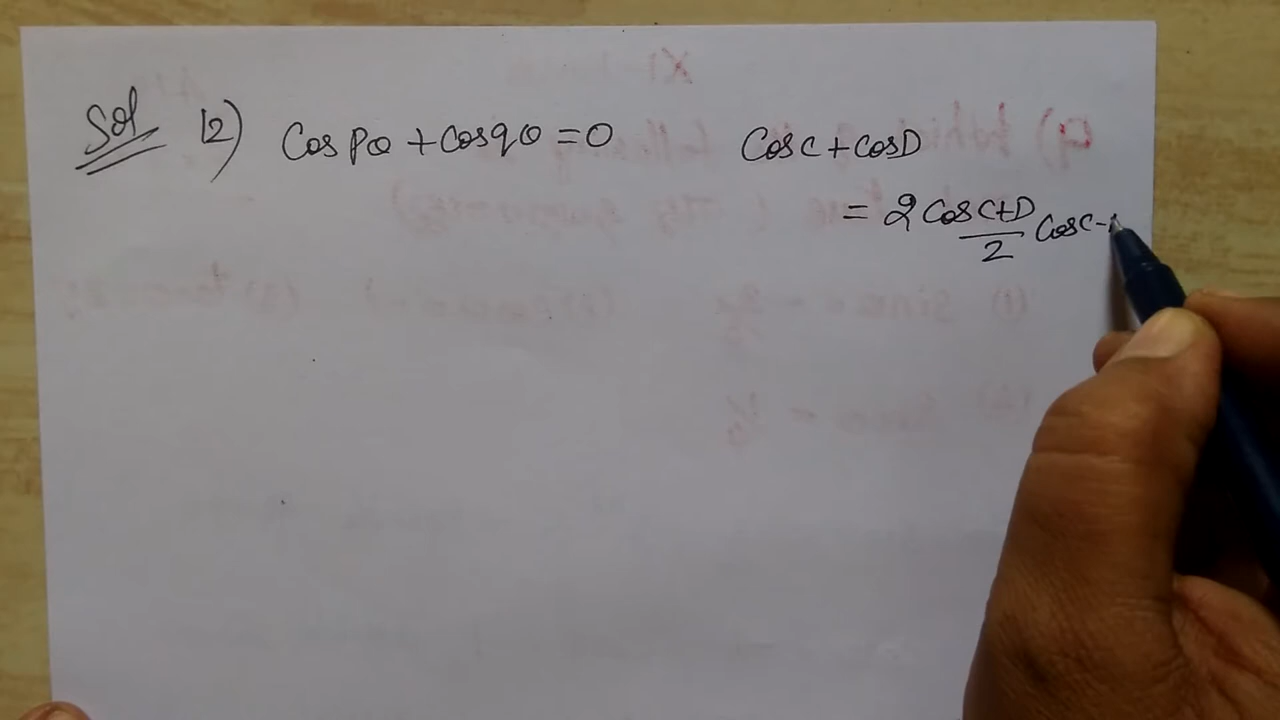 Sol 12) Cos pθ + cos qθ = 0 Cos C + cos D
= 2 Cos C+D/2 Cos C-